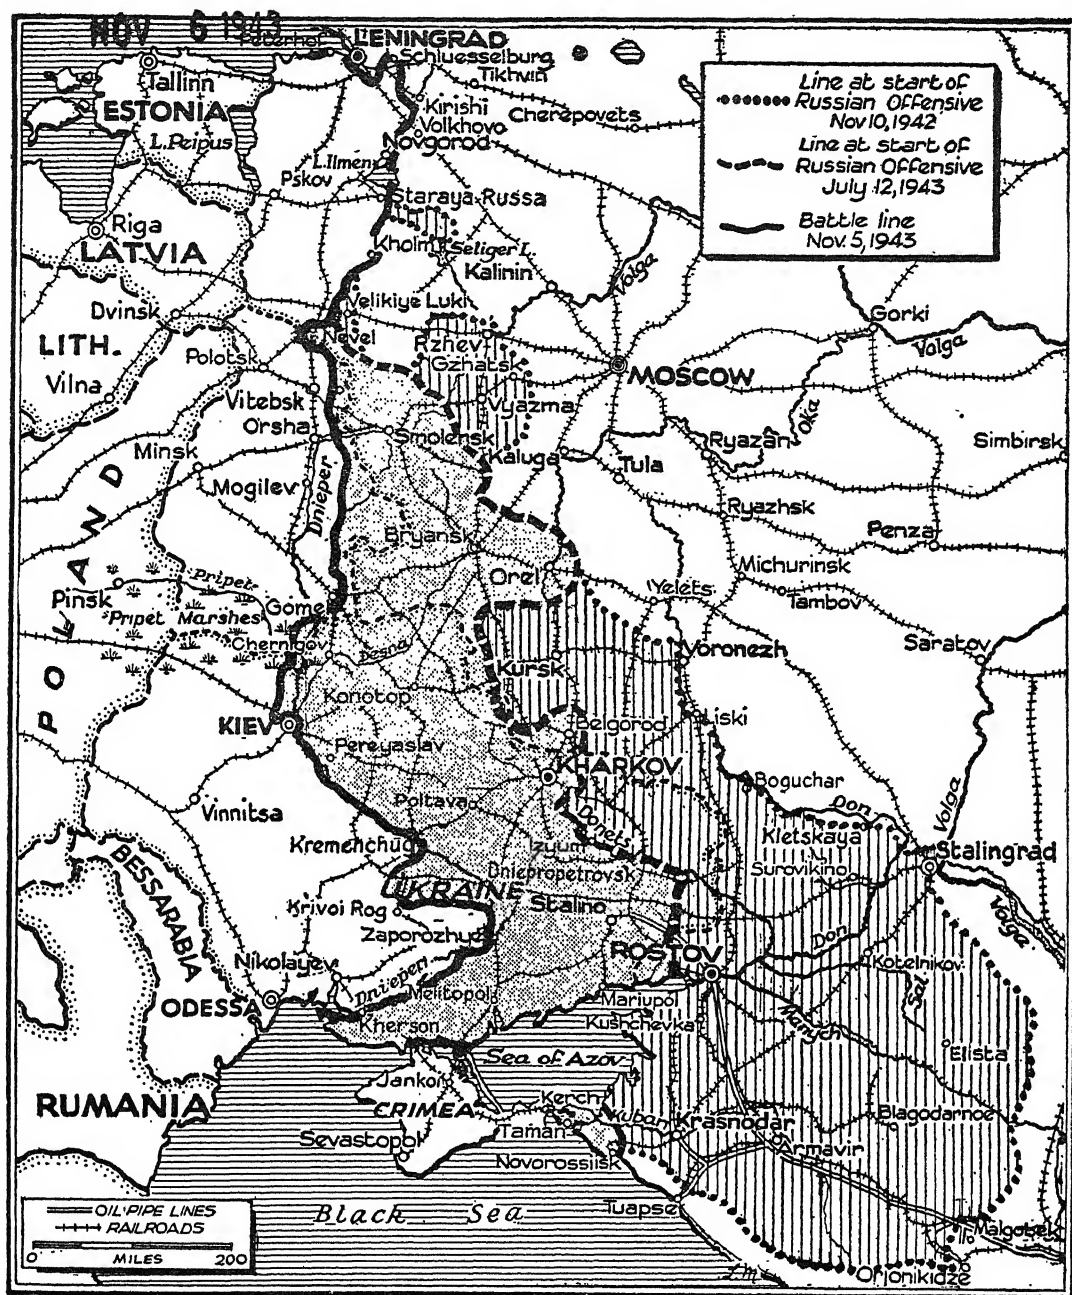 NOV 6 1943
Peterhof
LENINGRAD
Schluesselburg
Tallinn
Tikhvin
ESTONIA
Kirishi
Cherepovets
Volkhovo
L. Peipus
Novgorod
L. Ilmen
Pskov
Staraya Russa
Riga
LATVIA
Kholm
Seliger L.
Kalinin
Volga
Line at start of
Russian Offensive
Nov 10, 1942
Line at start of
Russian Offensive
July 12, 1943
Battle line
Nov. 5, 1943
Dvinsk
Velikiye Luki
Gorki
LITH.
Nevel
Rzhev
Volga
Polotsk
Gzhatsk
Vilna
MOSCOW
Vitebsk
Vyazma
Oka
Orsha
Smolensk
Ryazan
Simbirsk
Minsk
Kaluga
Tula
Mogilev
Dnieper
Ryazhsk
POLAND
Bryansk
Penza
Orel
Michurinsk
Pripet
Yelets
Pinsk
Gomel
Tambov
Pripet Marshes
Chernigov
Desna
Saratov
Voronezh
Kursk
Konotop
KIEV
Belgorod
Liski
Pereyaslav
KHARKOV
Boguchar
Vinnitsa
Poltava
Don
Volga
Donets
Kletskaya
Kremenchug
Izyum
Stalingrad
BESSARABIA
Dniepropetrovsk
Surovikino
UKRAINE
Krivoi Rog
Stalino
Volga
Zaporozhye
Don
ROSTOV
Kotelnikov
Nikolayev
Dnieper
Sal
Melitopol
Mariupol
ODESSA
Kherson
Kushchevka
Manych
Sea of Azov
Elista
Jankoi
RUMANIA
Kerch
CRIMEA
Kuban
Blagodarnoe
Taman
Krasnodar
Sevastopol
Armavir
Novorossiisk
OIL PIPE LINES
Black Sea
Tuapse
RAILROADS
Malgobek
0 MILES 200
Orjonikidze
L.M.